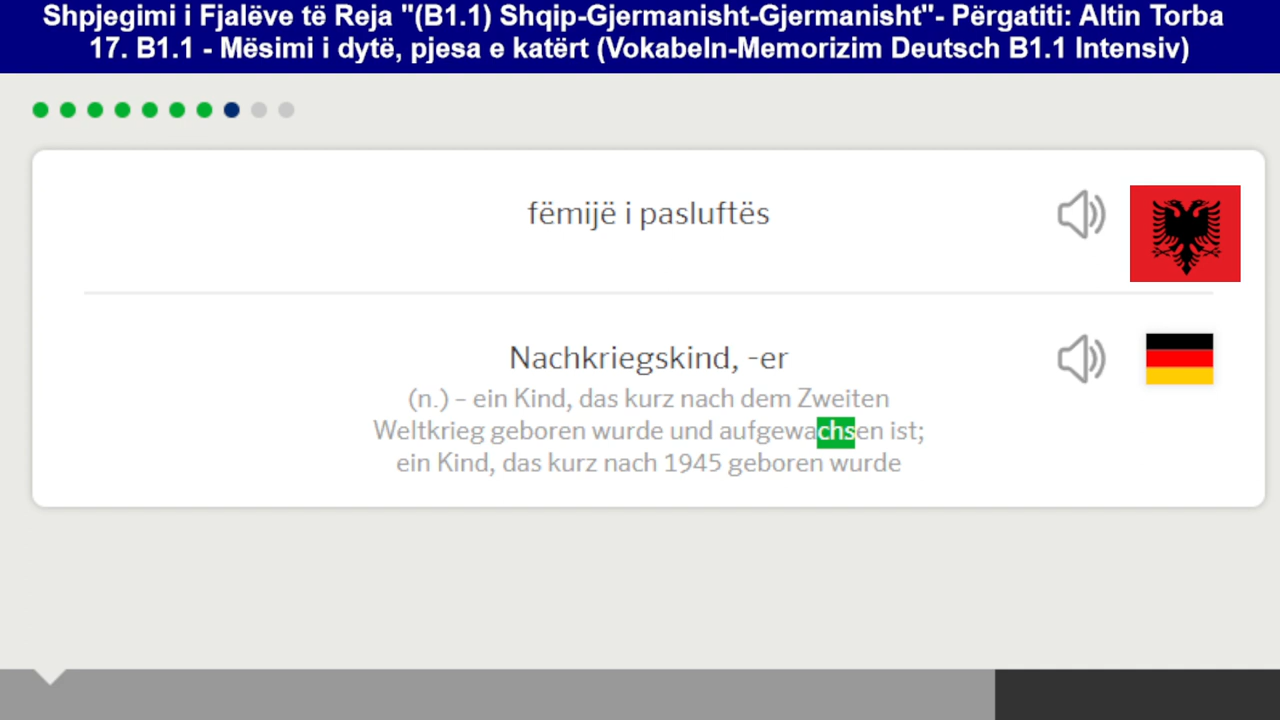 Shpjegimi i Fjalëve të Reja "(B1.1) Shqip-Gjermanisht-Gjermanisht"- Përgatiti: Altin Torba
17. B1.1 - Mësimi i dytë, pjesa e katërt (Vokabeln-Memorizim Deutsch B1.1 Intensiv)
fëmijë i pasluftës
Nachkriegskind, -er
(n.) – ein Kind, das kurz nach dem Zweiten
Weltkrieg geboren wurde und aufgewachsen ist;
ein Kind, das kurz nach 1945 geboren wurde